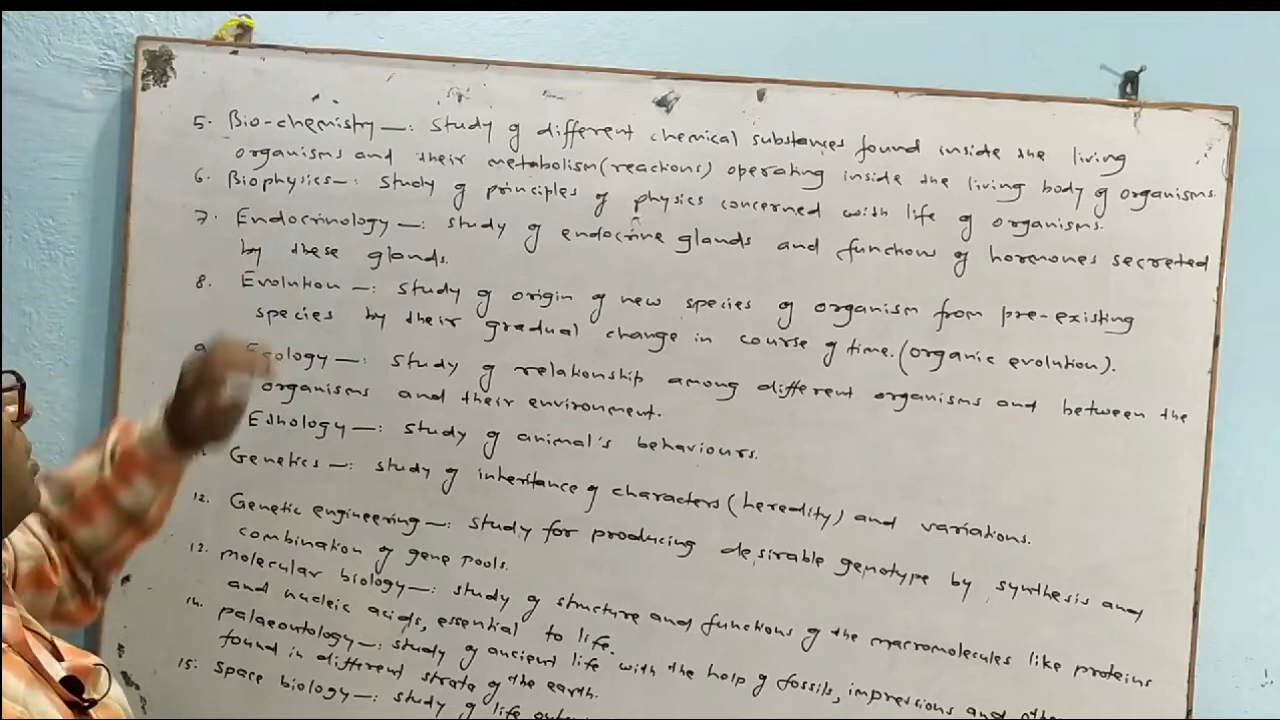 5. Bio-chemistry —: Study of different chemical substances found inside the living
organisms and their metabolism (reactions) operating inside the living body of organisms.
6. Biophysics —: Study of principles of physics concerned with life of organisms.
7. Endocrinology —: study of endocrine glands and functions of hormones secreted
by these glands.
8. Evolution —: study of origin of new species of organism from pre-existing
species by their gradual change in course of time. (organic evolution).
9. Ecology —: study of relationship among different organisms and between the
organisms and their environment.
Ethology —: study of animal's behaviours.
Genetics —: study of inheritance of characters (heredity) and variations.
12. Genetic engineering —: study for producing desirable genotype by synthesis and
combination of gene pools.
13. Molecular biology —: study of structure and functions of the macromolecules like proteins
and nucleic acids, essential to life.
14. Palaeontology —: study of ancient life with the help of fossils, impressions and
found in different strata of the earth.
15. Space biology —: study of life